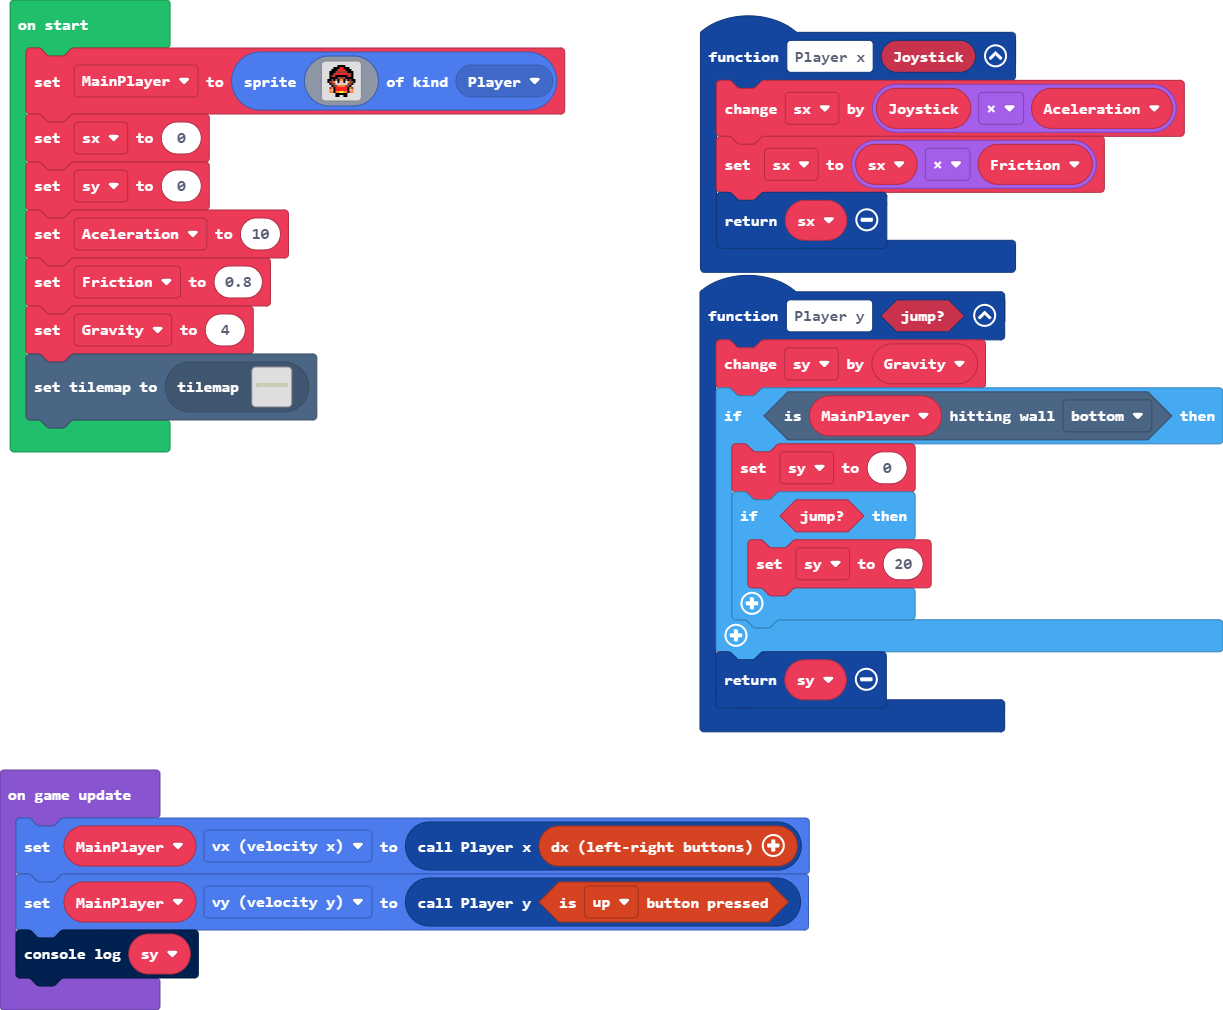 on start
set MainPlayer to sprite of kind Player
set sx to 0
set sy to 0
set Aceleration to 10
set Friction to 0.8
set Gravity to 4
set tilemap to tilemap
function Player x Joystick
change sx by Joystick × Aceleration
set sx to sx × Friction
return sx
function Player y jump?
change sy by Gravity
if is MainPlayer hitting wall bottom then
set sy to 0
if jump? then
set sy to 20
return sy
on game update
set MainPlayer vx (velocity x) to call Player x dx (left-right buttons)
set MainPlayer vy (velocity y) to call Player y is up button pressed
console log sy